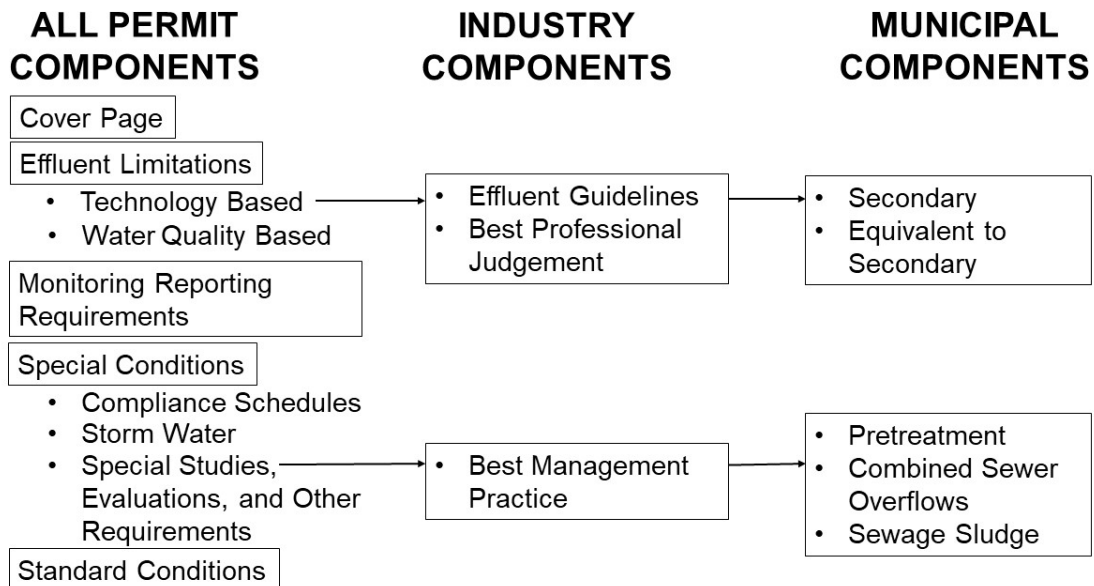 ALL PERMIT
COMPONENTS
INDUSTRY
COMPONENTS
MUNICIPAL
COMPONENTS
Cover Page
Effluent Limitations
• Technology Based
• Water Quality Based
• Effluent Guidelines
• Best Professional
Judgement
• Secondary
• Equivalent to
Secondary
Monitoring Reporting
Requirements
Special Conditions
• Compliance Schedules
• Storm Water
• Special Studies,
Evaluations, and Other
Requirements
• Best Management
Practice
• Pretreatment
• Combined Sewer
Overflows
• Sewage Sludge
Standard Conditions